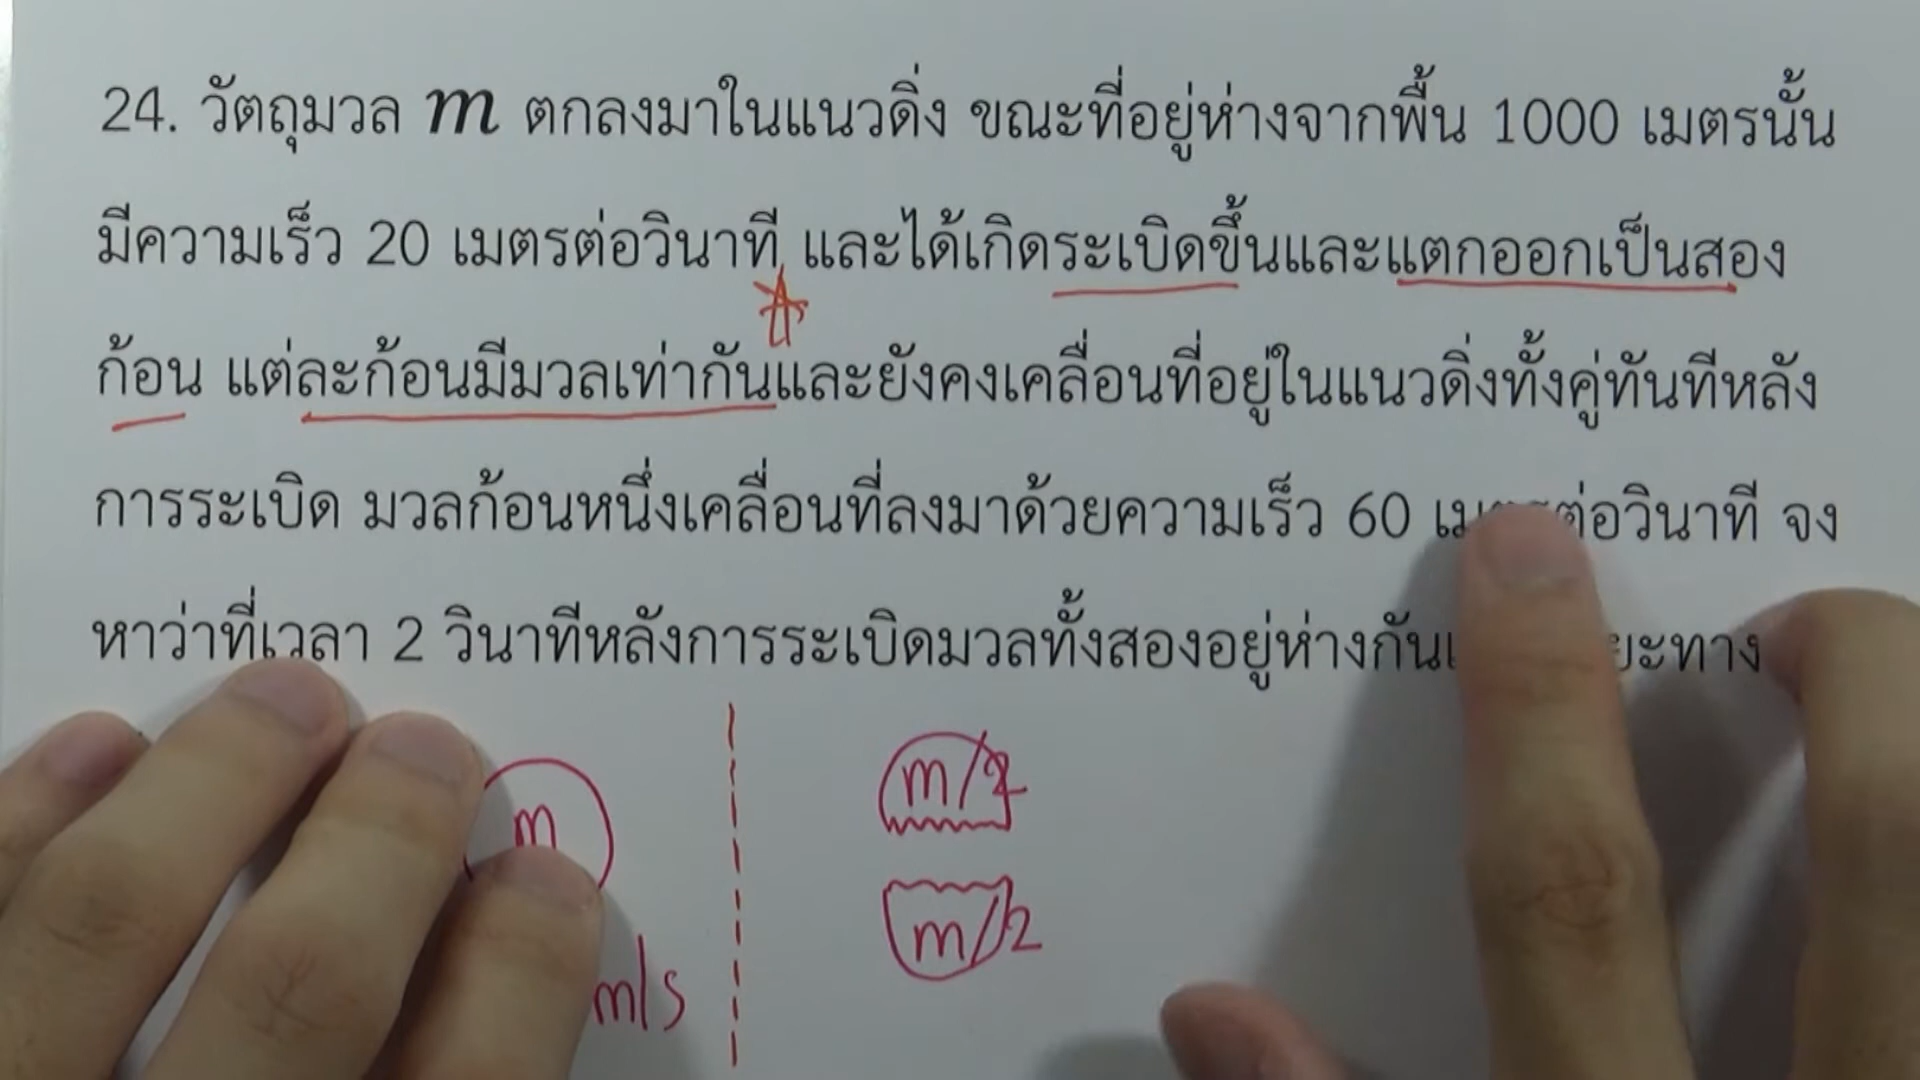 24. วัตถุมวล m ตกลงมาในแนวดิ่ง ขณะที่อยู่ห่างจากพื้น 1000 เมตรนั้น
มีความเร็ว 20 เมตรต่อวินาที และได้เกิดระเบิดขึ้นและแตกออกเป็นสอง
ก้อน แต่ละก้อนมีมวลเท่ากันและยังคงเคลื่อนที่อยู่ในแนวดิ่งทั้งคู่ทันทีหลัง
การระเบิด มวลก้อนหนึ่งเคลื่อนที่ลงมาด้วยความเร็ว 60 เมตรต่อวินาที จง
หาว่าที่เวลา 2 วินาทีหลังการระเบิดมวลทั้งสองอยู่ห่างกัน
m
m/2
m/2
m/s